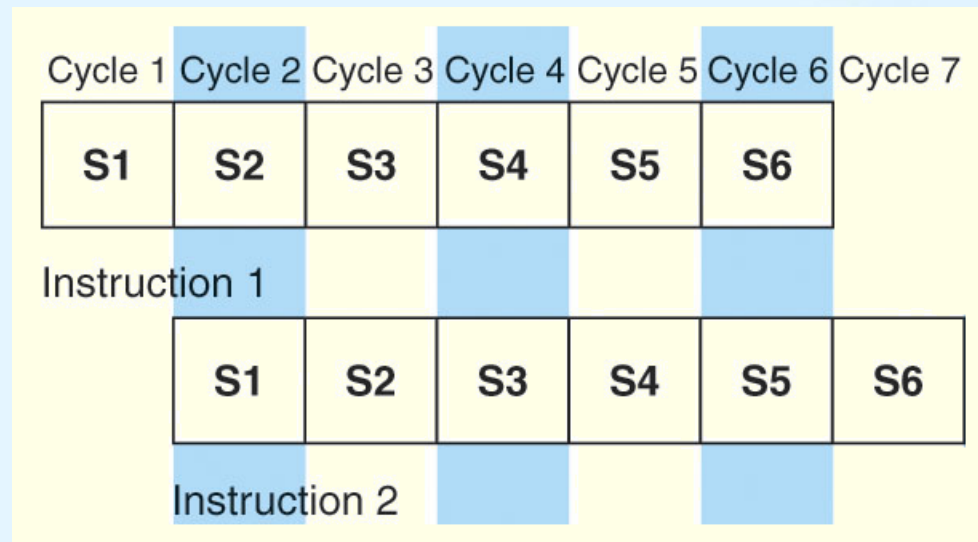 Cycle 1 Cycle 2 Cycle 3 Cycle 4 Cycle 5 Cycle 6 Cycle 7
S1 S2 S3 S4 S5 S6
Instruction 1
S1 S2 S3 S4 S5 S6
Instruction 2